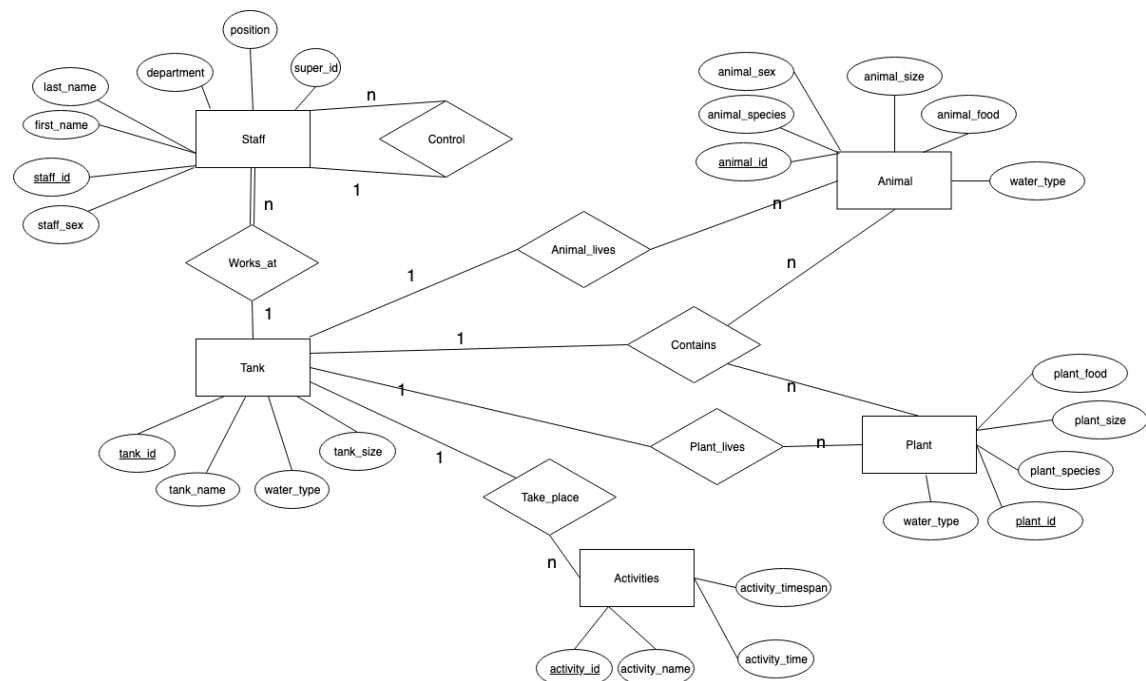 position
department
super_id
last_name
first_name
staff_id
staff_sex
Staff
n
Control
1
n
Works_at
1
animal_sex
animal_size
animal_species
animal_food
animal_id
Animal
water_type
n
Animal_lives
1
n
1
Contains
n
Tank
1
tank_id
tank_name
water_type
tank_size
Plant_lives
n
plant_food
plant_size
Plant
plant_species
water_type
plant_id
1
Take_place
n
Activities
activity_timespan
activity_time
activity_id
activity_name